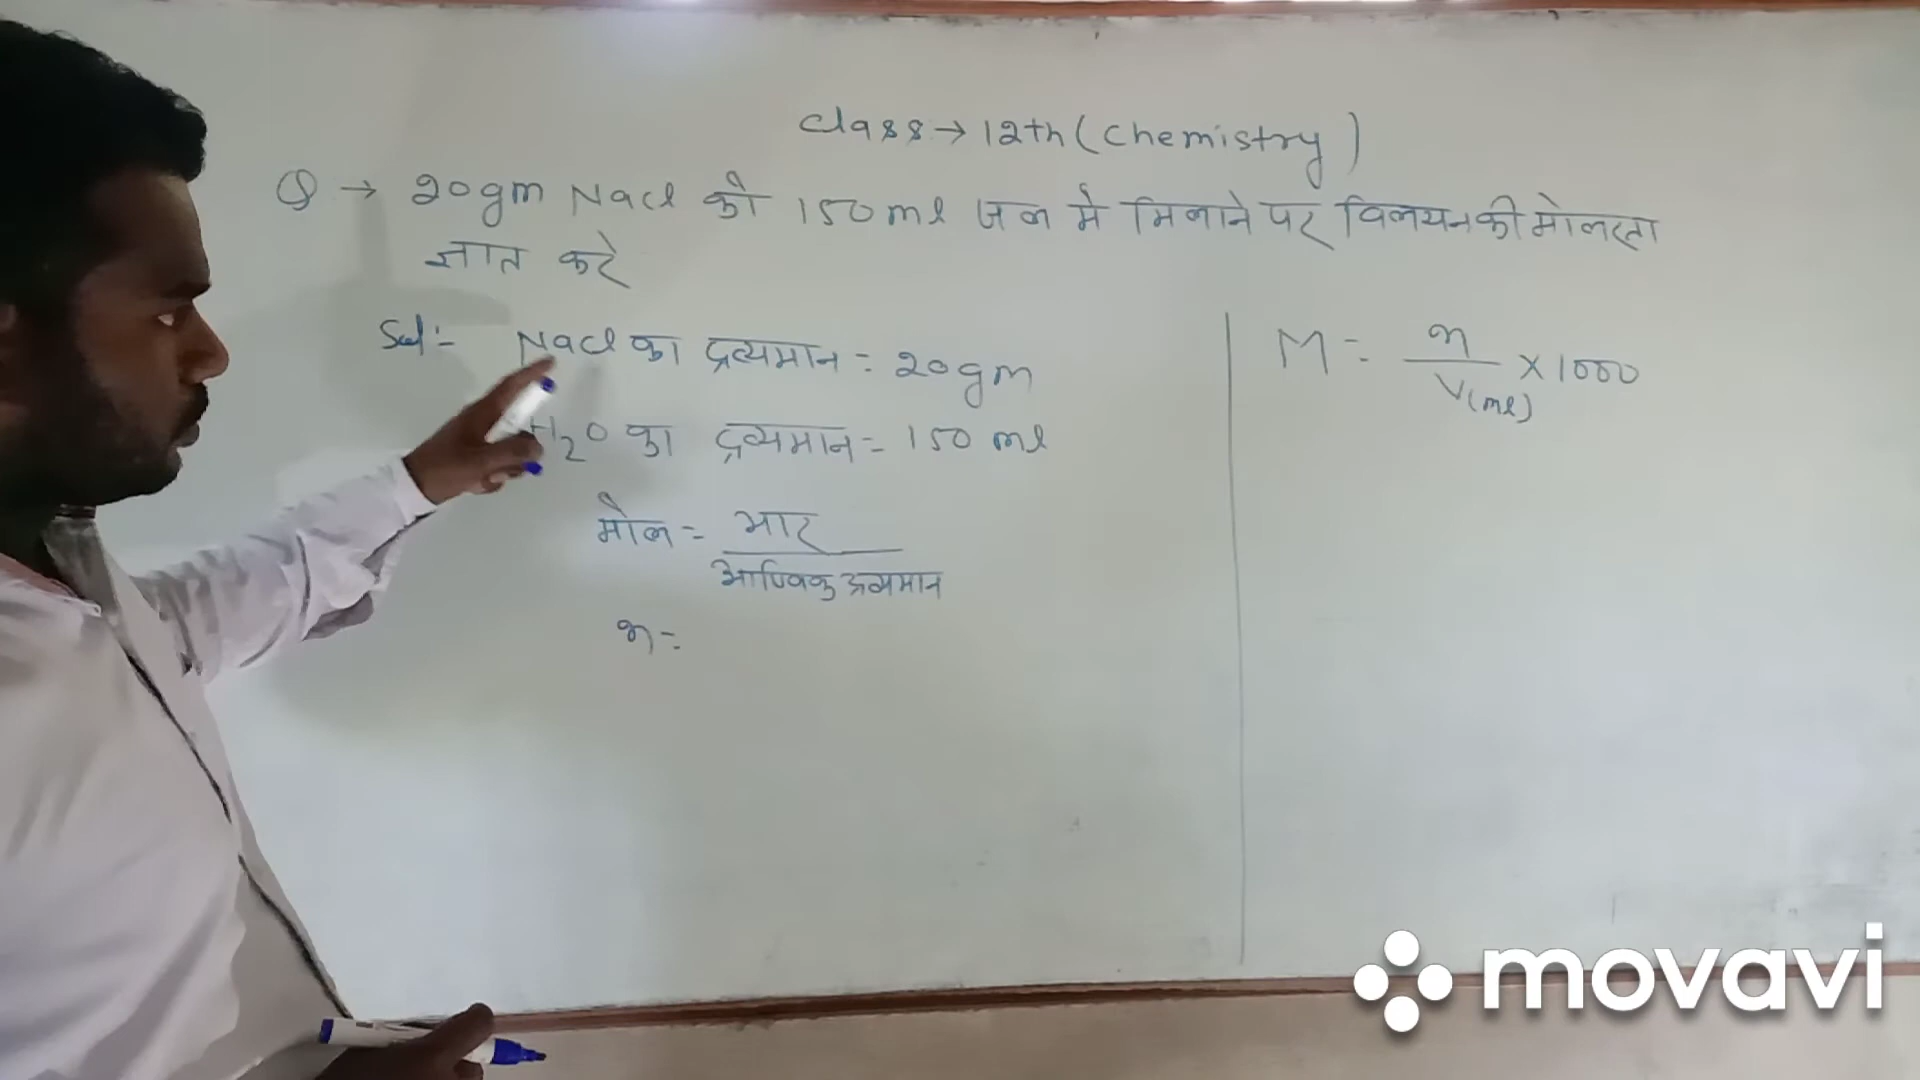 Class → 12th (Chemistry)
Q → 20gm Nacl को 150ml जल मे मिलाने पर विलयन की मोलरता
ज्ञात करे
Sol:- Nacl का द्रव्यमान = 20gm
H2O का द्रव्यमान = 150 ml
मोल = भार
आण्विक द्रव्यमान
n =
M = n × 1000
V(ml)
movavi